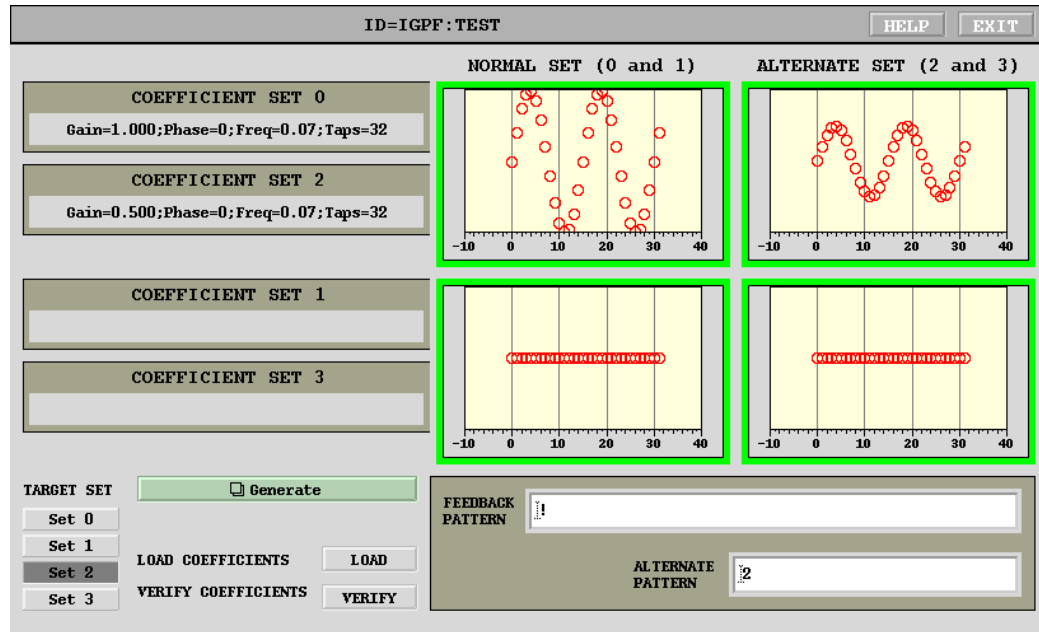 ID=IGPF:TEST
HELP
EXIT
NORMAL SET (0 and 1)
ALTERNATE SET (2 and 3)
COEFFICIENT SET 0
Gain=1.000;Phase=0;Freq=0.07;Taps=32
COEFFICIENT SET 2
Gain=0.500;Phase=0;Freq=0.07;Taps=32
-10 0 10 20 30 40
-10 0 10 20 30 40
COEFFICIENT SET 1
COEFFICIENT SET 3
-10 0 10 20 30 40
-10 0 10 20 30 40
TARGET SET
Set 0
Set 1
Set 2
Set 3
Generate
LOAD COEFFICIENTS
LOAD
VERIFY COEFFICIENTS
VERIFY
FEEDBACK
PATTERN
!
ALTERNATE
PATTERN
2